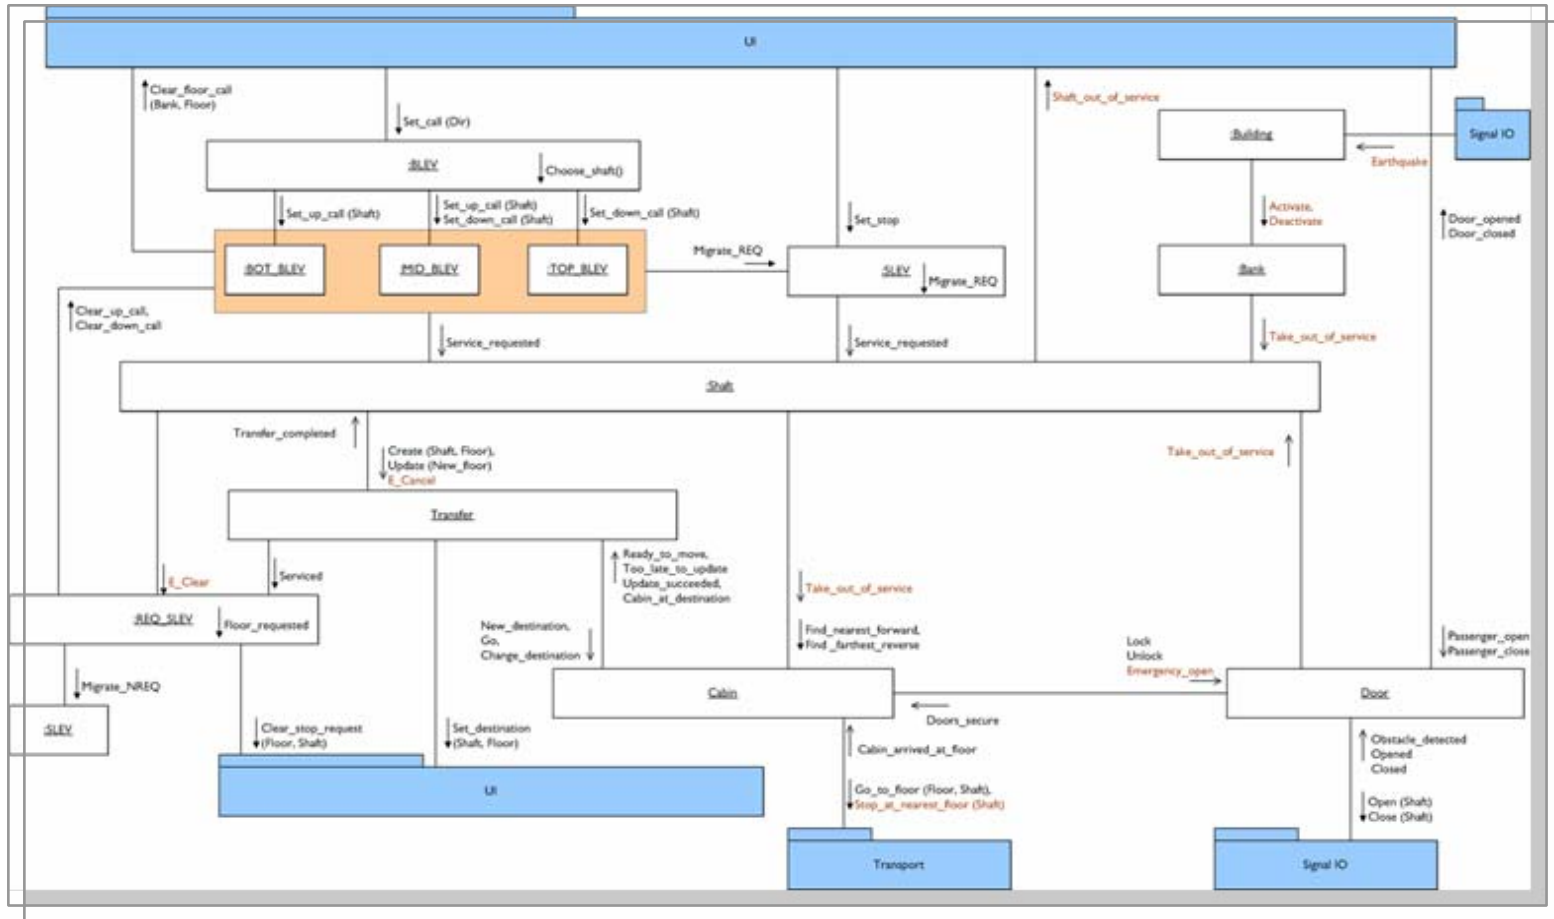 UI
Clear_floor_call
(Bank, Floor)
Set_call (Dir)
Shaft_out_of_service
:Building
Signal IO
Earthquake
:BLEV
Choose_shaft()
Set_up_call (Shaft)
Set_up_call (Shaft)
Set_down_call (Shaft)
Set_down_call (Shaft)
Set_stop
Activate,
Deactivate
Door_opened
Door_closed
:BOT_BLEV
:MID_BLEV
:TOP_BLEV
Migrate_REQ
:SLEV
Migrate_REQ
:Bank
Clear_up_call,
Clear_down_call
Service_requested
Service_requested
Take_out_of_service
:Shaft
Transfer_completed
Create (Shaft, Floor),
Update (New_floor)
E_Cancel
Take_out_of_service
Transfer
E_Clear
Serviced
Ready_to_move,
Too_late_to_update
Update_succeeded,
Cabin_at_destination
Take_out_of_service
:REQ_SLEV
Floor_requested
New_destination,
Go,
Change_destination
Find_nearest_forward,
Find_farthest_reverse
Lock
Unlock
Emergency_open
Passenger_open
Passenger_close
Migrate_NREQ
Cabin
Door
Doors_secure
:SLEV
Clear_stop_request
(Floor, Shaft)
Set_destination
(Shaft, Floor)
Cabin_arrived_at_floor
Obstacle_detected
Opened
Closed
UI
Go_to_floor (Floor, Shaft),
Stop_at_nearest_floor (Shaft)
Open (Shaft)
Close (Shaft)
Transport
Signal IO